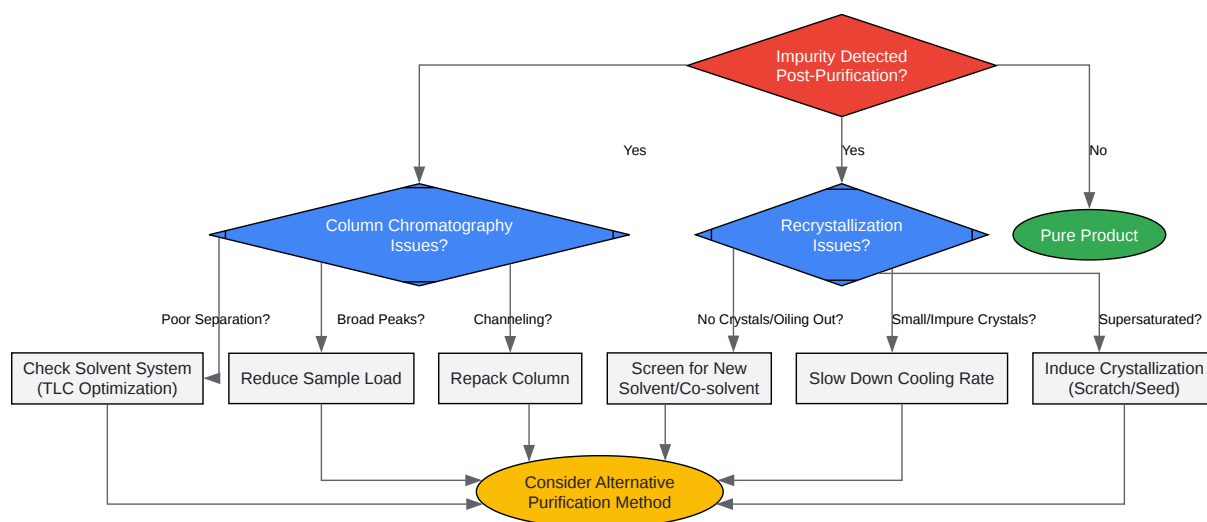 Impurity Detected
Post-Purification?
Yes
Yes
No
Column Chromatography
Issues?
Recrystallization
Issues?
Pure Product
Poor Separation?
Broad Peaks?
Channeling?
No Crystals/Oiling Out?
Small/Impure Crystals?
Supersaturated?
Check Solvent System
(TLC Optimization)
Reduce Sample Load
Repack Column
Screen for New
Solvent/Co-solvent
Slow Down Cooling Rate
Induce Crystallization
(Scratch/Seed)
Consider Alternative
Purification Method